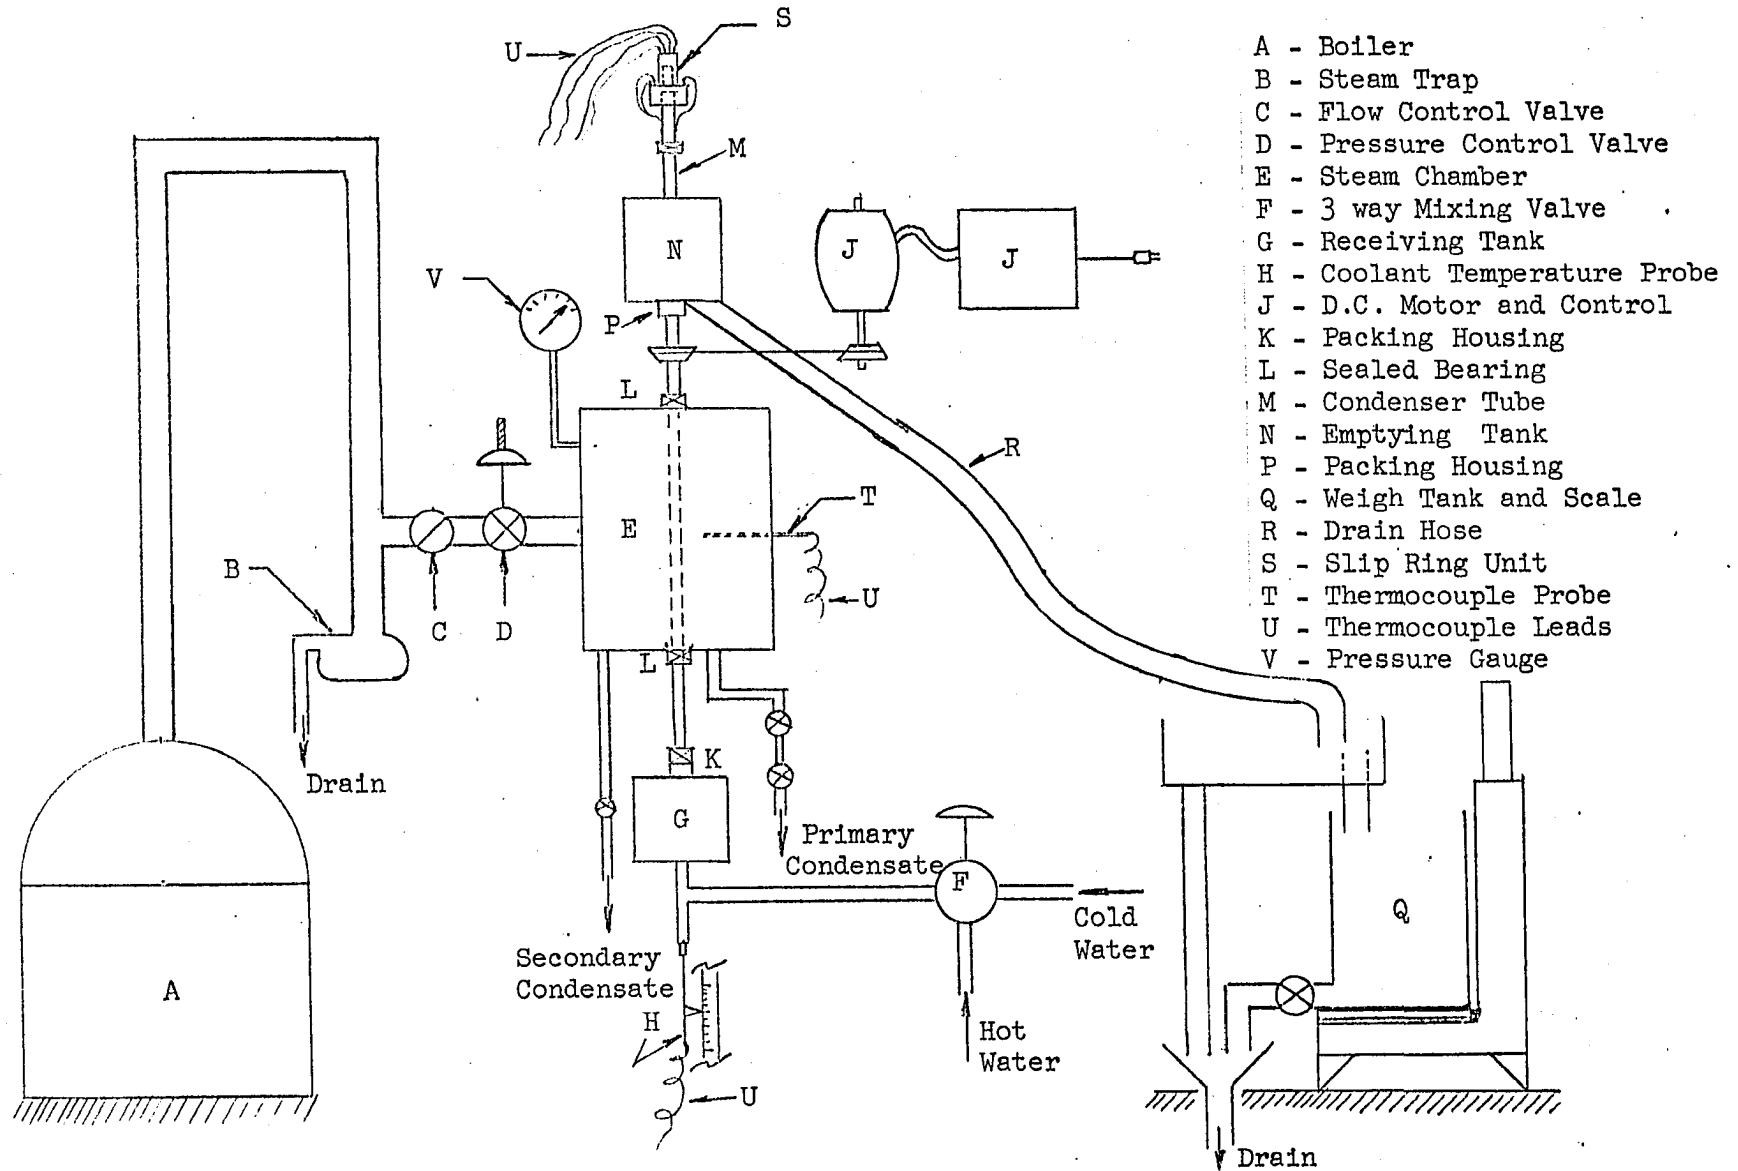 S
U
M
N
J
J
V
P
L
R
T
E
B
U
C
D
L
K
Drain
G
Primary
Condensate
F
Cold
Water
Q
Secondary
Condensate
A
H
Hot
Water
U
Drain
A - Boiler
B - Steam Trap
C - Flow Control Valve
D - Pressure Control Valve
E - Steam Chamber
F - 3 way Mixing Valve
G - Receiving Tank
H - Coolant Temperature Probe
J - D.C. Motor and Control
K - Packing Housing
L - Sealed Bearing
M - Condenser Tube
N - Emptying Tank
P - Packing Housing
Q - Weigh Tank and Scale
R - Drain Hose
S - Slip Ring Unit
T - Thermocouple Probe
U - Thermocouple Leads
V - Pressure Gauge